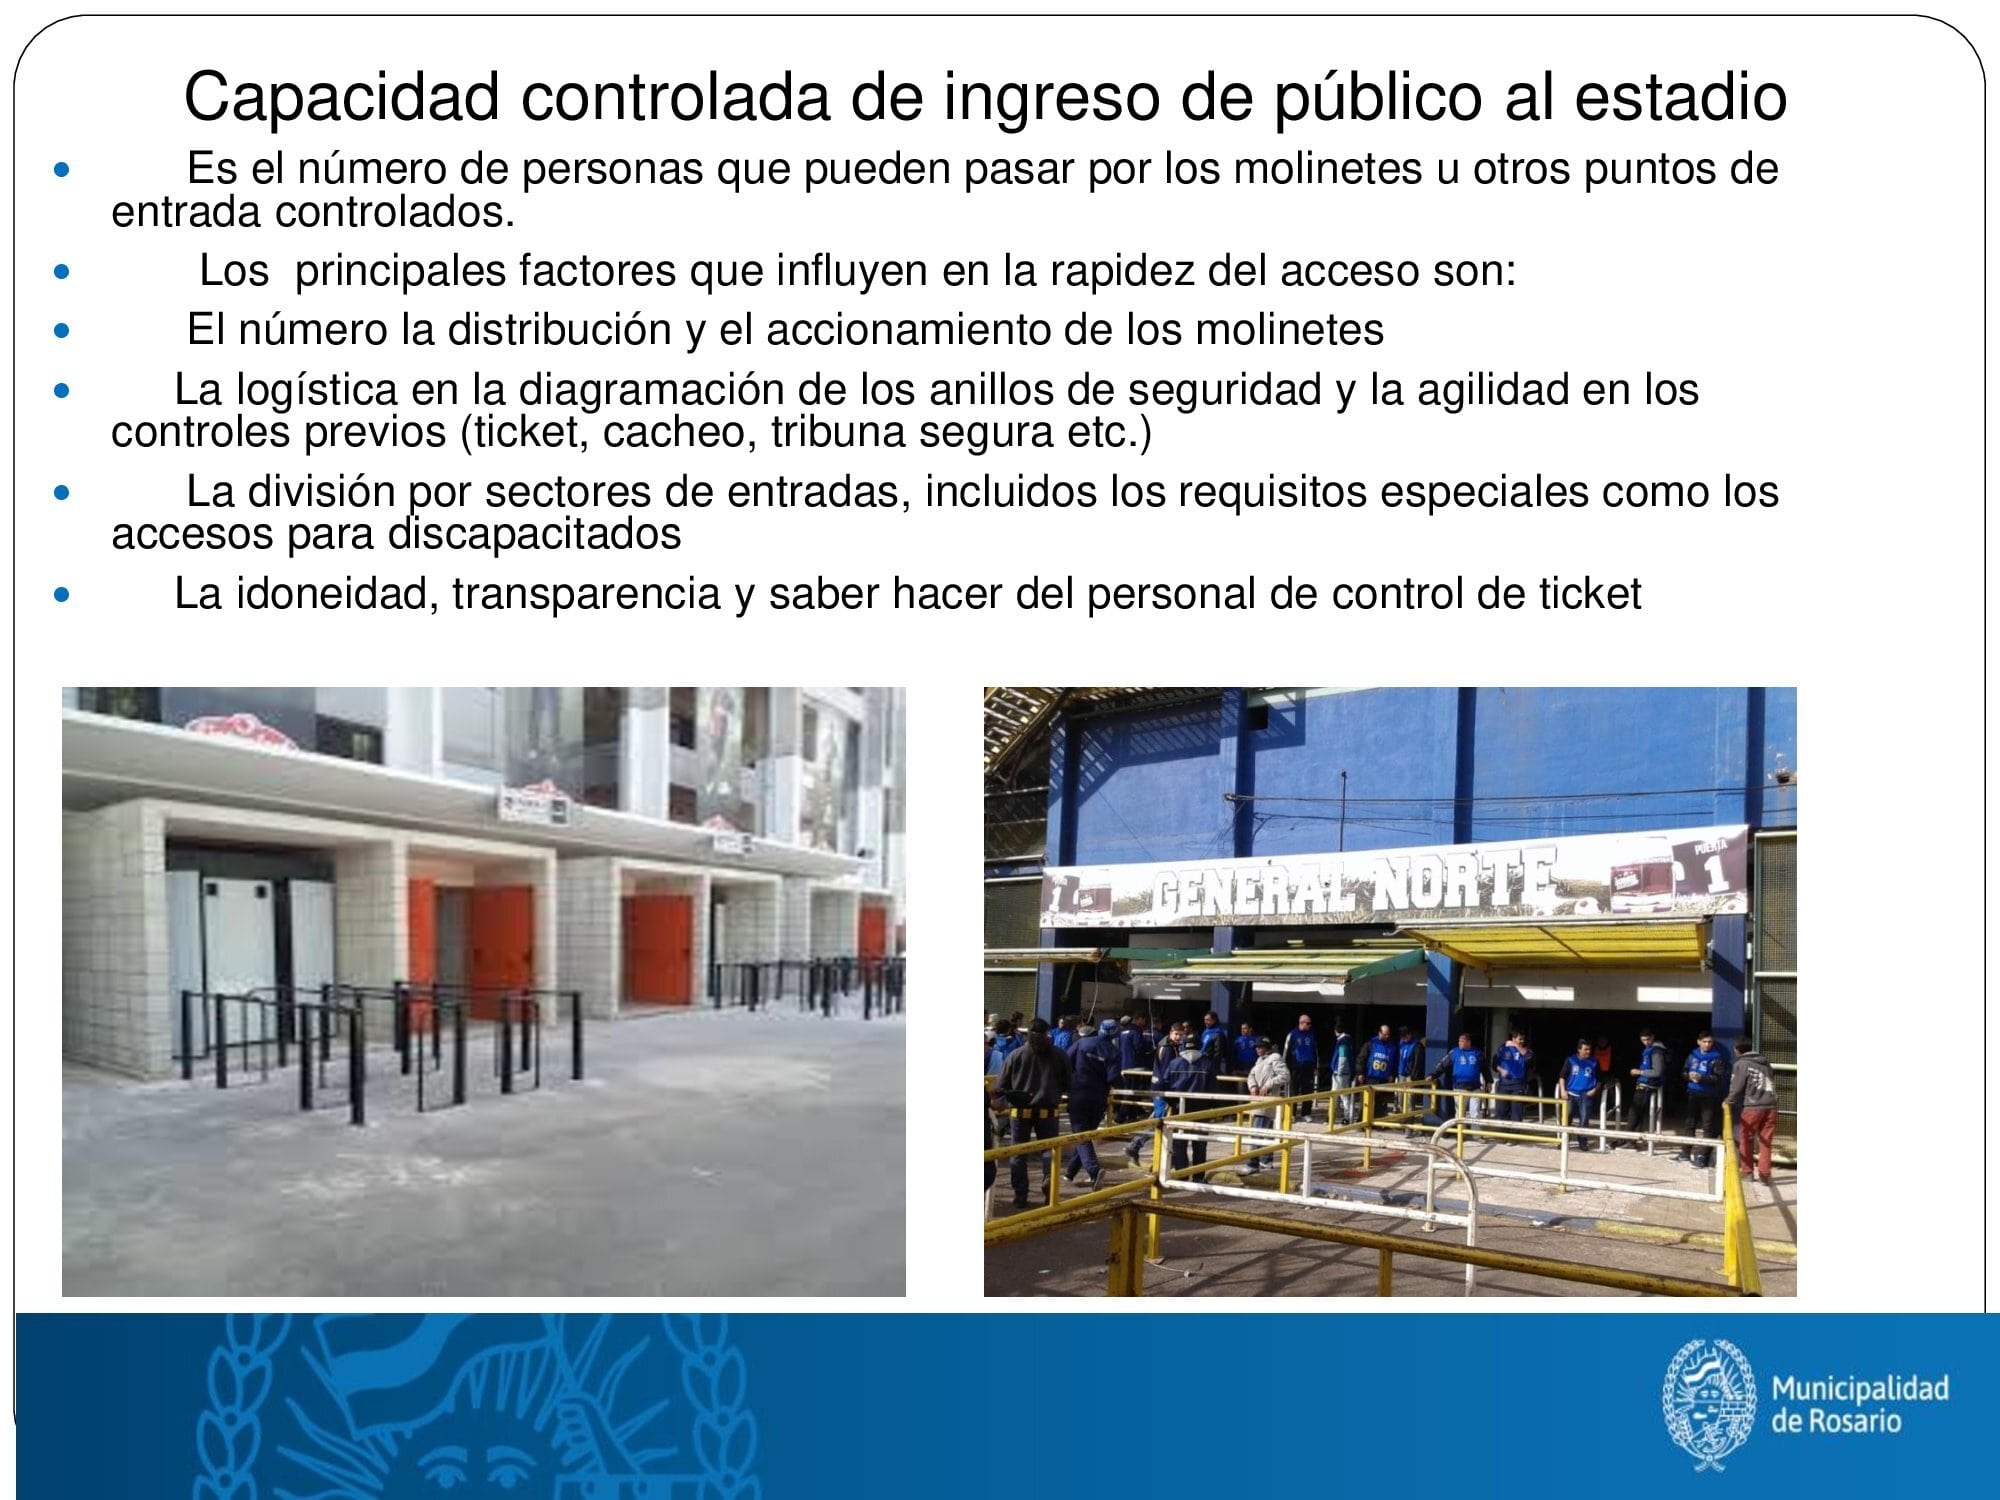 Capacidad controlada de ingreso de público al estadio
Es el número de personas que pueden pasar por los molinetes u otros puntos de
entrada controlados.
Los principales factores que influyen en la rapidez del acceso son:
El número la distribución y el accionamiento de los molinetes
La logística en la diagramación de los anillos de seguridad y la agilidad en los
controles previos (ticket, cacheo, tribuna segura etc.)
La división por sectores de entradas, incluidos los requisitos especiales como los
accesos para discapacitados
La idoneidad, transparencia y saber hacer del personal de control de ticket
GENERAL NORTE
PUERTA
1
60
Municipalidad
de Rosario